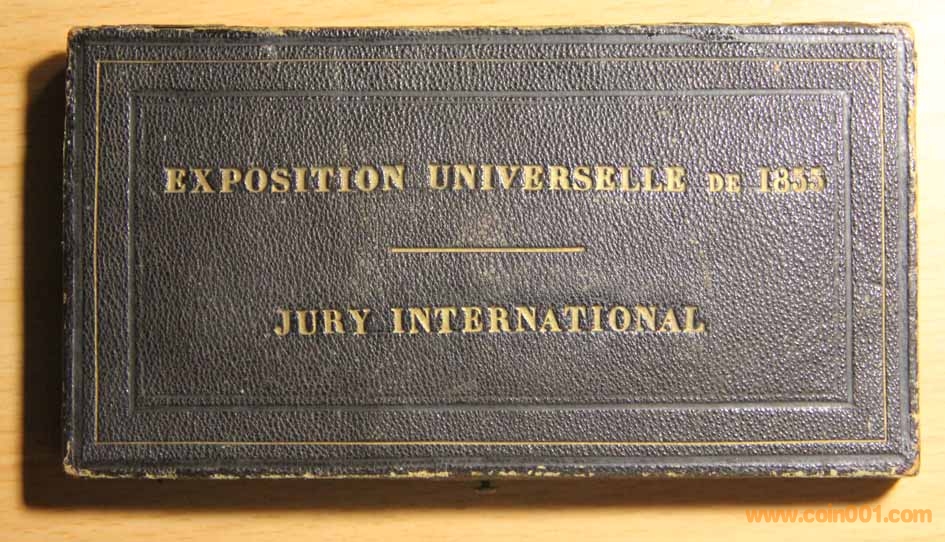 EXPOSITION UNIVERSELLE DE 1855
JURY INTERNATIONAL
www.coin001.com